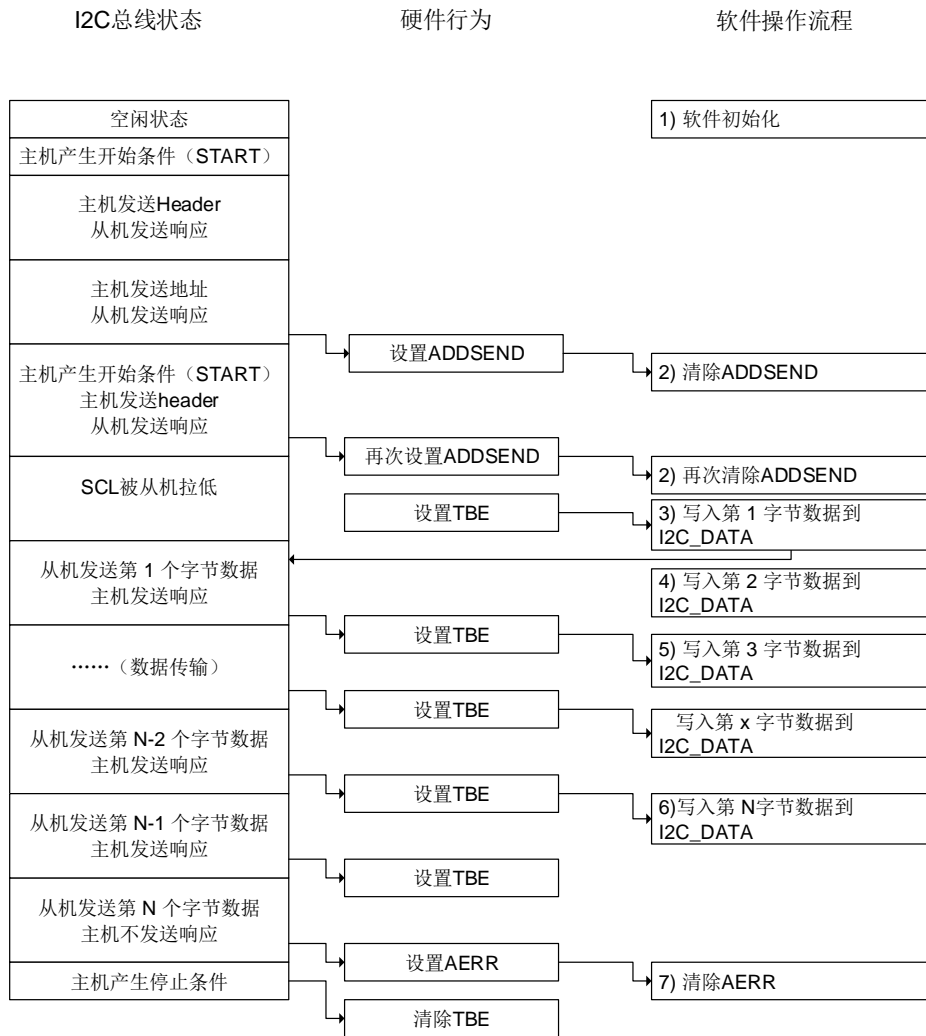 I2C总线状态
硬件行为
软件操作流程
空闲状态
1) 软件初始化
主机产生开始条件（START）
主机发送Header
从机发送响应
主机发送地址
从机发送响应
设置ADDSEND
2) 清除ADDSEND
主机产生开始条件（START）
主机发送header
从机发送响应
再次设置ADDSEND
2) 再次清除ADDSEND
SCL被从机拉低
设置TBE
3) 写入第 1 字节数据到
I2C_DATA
从机发送第 1 个字节数据
主机发送响应
4) 写入第 2 字节数据到
I2C_DATA
设置TBE
5) 写入第 3 字节数据到
I2C_DATA
……（数据传输）
设置TBE
写入第 x 字节数据到
I2C_DATA
从机发送第 N-2 个字节数据
主机发送响应
设置TBE
6)写入第 N字节数据到
I2C_DATA
从机发送第 N-1 个字节数据
主机发送响应
设置TBE
从机发送第 N 个字节数据
主机不发送响应
设置AERR
7) 清除AERR
主机产生停止条件
清除TBE